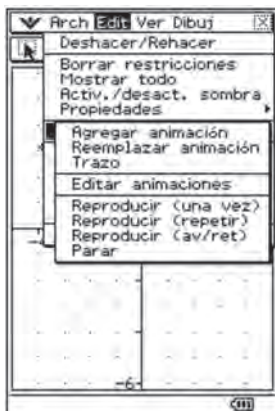 Arch Edit Ver Dibuj
Deshacer/Rehacer
Borrar restricciones
Mostrar todo
Activ./desact. sombra
Propiedades
Agregar animación
Reemplazar animación
Trazo
Editar animaciones
Reproducir (una vez)
Reproducir (repetir)
Reproducir (av/ret)
Parar
-6